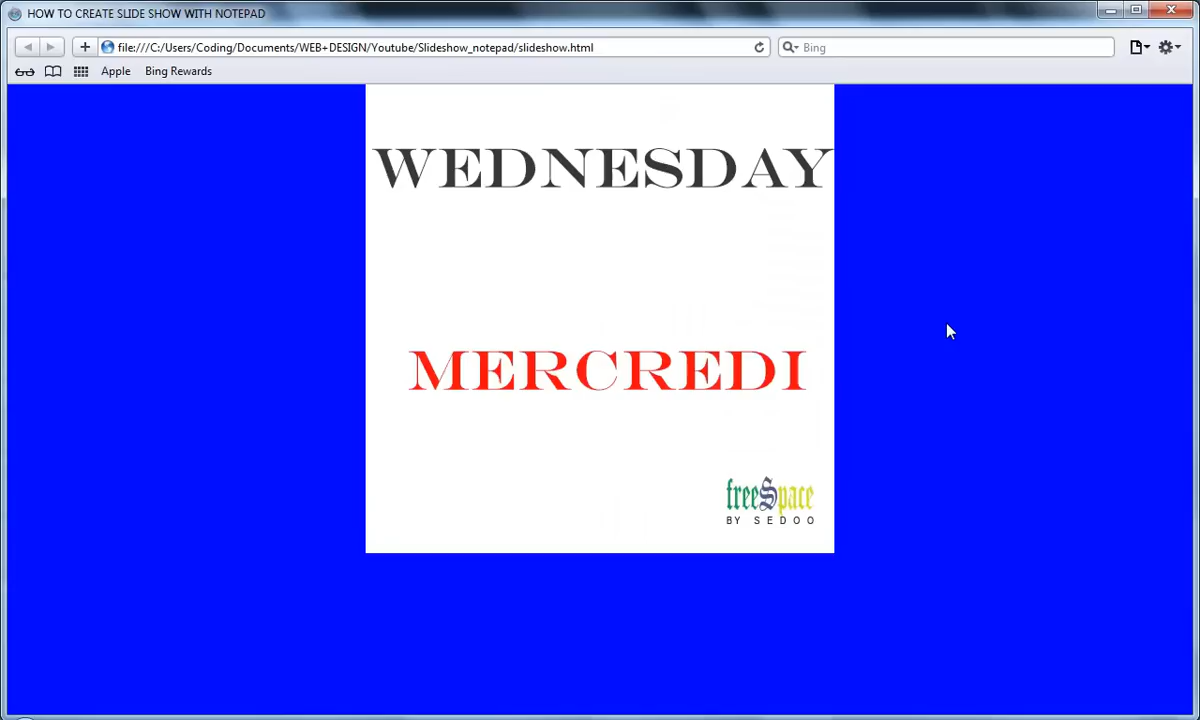 HOW TO CREATE SLIDE SHOW WITH NOTEPAD
file:///C:/Users/Coding/Documents/WEB+DESIGN/Youtube/Slideshow_notepad/slideshow.html
Bing
Apple
Bing Rewards
WEDNESDAY
MERCREDI
freeSpace
BY SEDOO